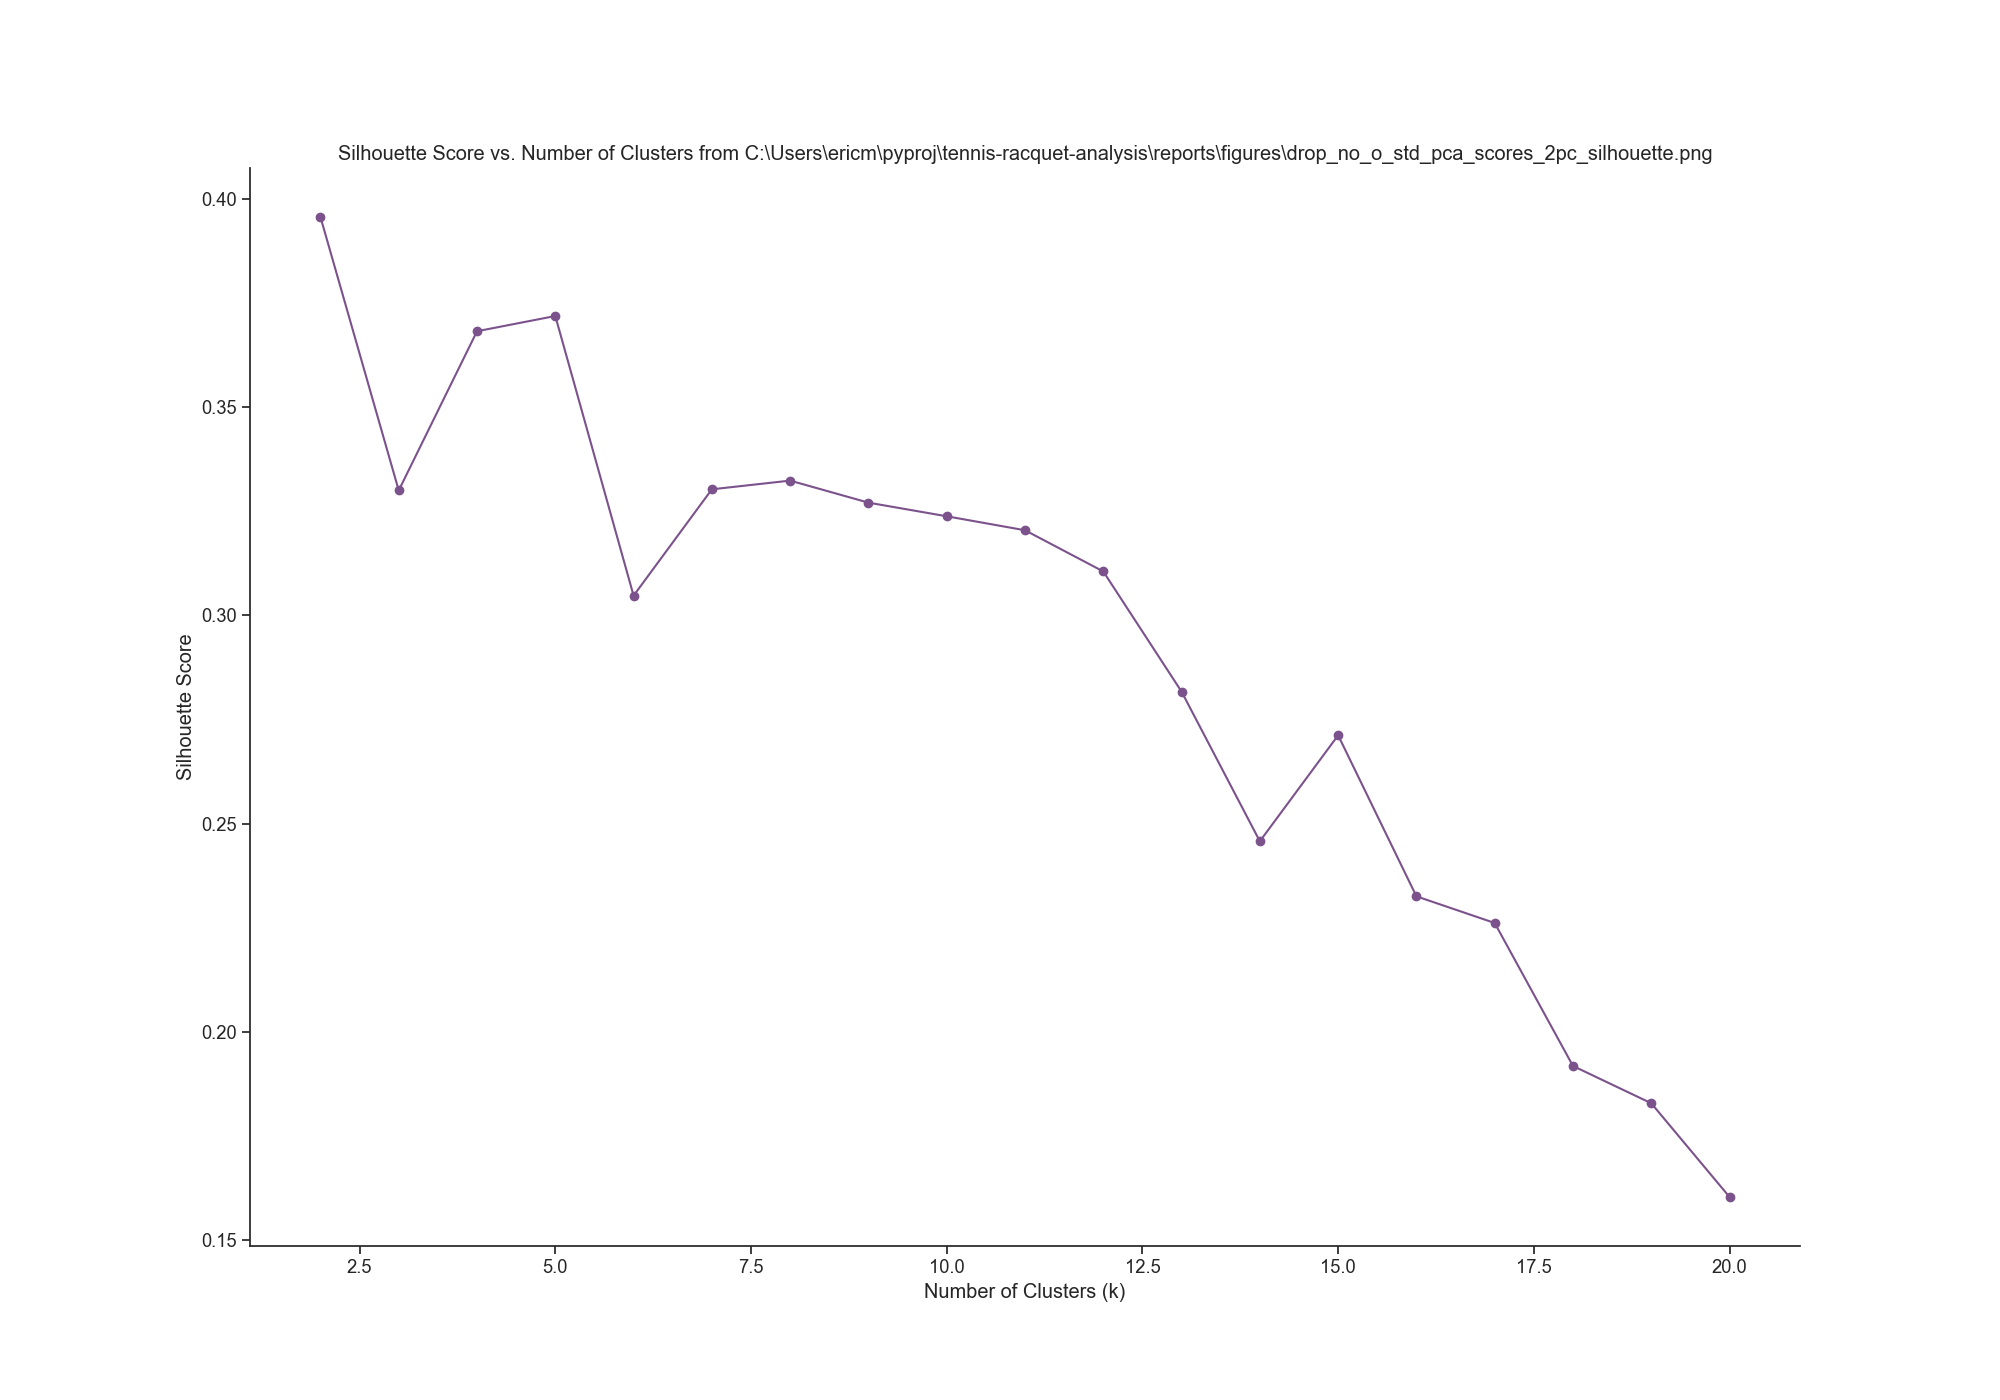 Silhouette Score vs. Number of Clusters from C:\Users\ericm\pyproj\tennis-racquet-analysis\reports\figures\drop_no_o_std_pca_scores_2pc_silhouette.png
0.40
0.35
0.30
0.25
0.20
0.15
Silhouette Score
2.5 5.0 7.5 10.0 12.5 15.0 17.5 20.0
Number of Clusters (k)